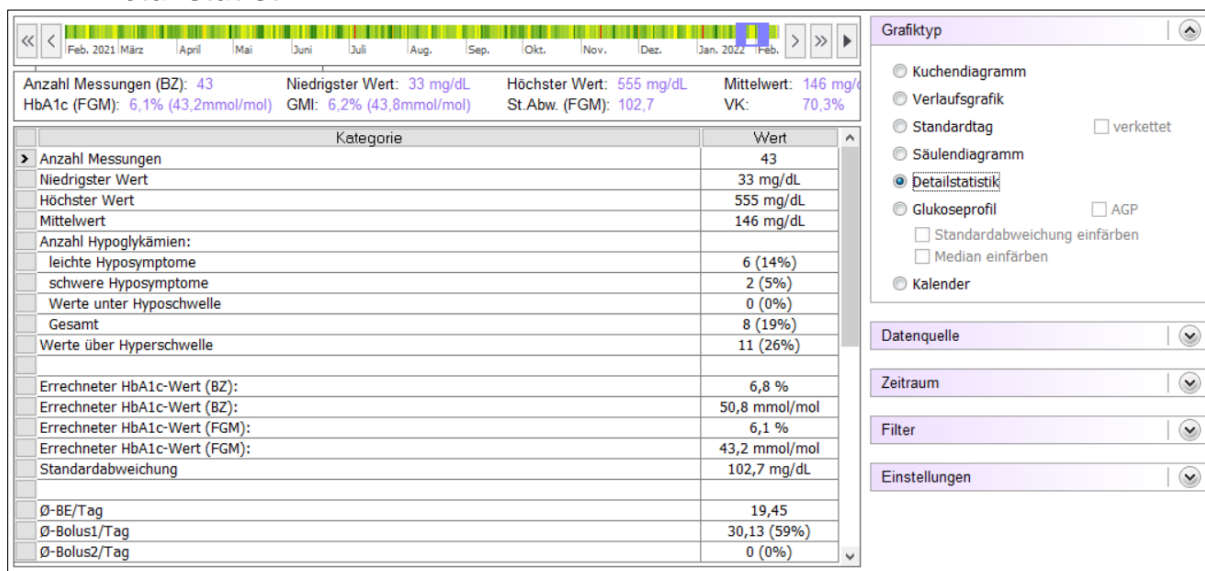 Feb. 2021 März April Mai Juni Juli Aug. Sep. Okt. Nov. Dez. Jan. 2022 Feb.
Anzahl Messungen (BZ): 43 Niedrigster Wert: 33 mg/dL Höchster Wert: 555 mg/dL Mittelwert: 146 mg/
HbA1c (FGM): 6,1% (43,2mmol/mol) GMI: 6,2% (43,8mmol/mol) St.Abw. (FGM): 102,7 VK: 70,3%
Kategorie Wert
Anzahl Messungen 43
Niedrigster Wert 33 mg/dL
Höchster Wert 555 mg/dL
Mittelwert 146 mg/dL
Anzahl Hypoglykämien:
leichte Hyposymptome 6 (14%)
schwere Hyposymptome 2 (5%)
Werte unter Hyposchwelle 0 (0%)
Gesamt 8 (19%)
Werte über Hyperschwelle 11 (26%)
Errechneter HbA1c-Wert (BZ): 6,8 %
Errechneter HbA1c-Wert (BZ): 50,8 mmol/mol
Errechneter HbA1c-Wert (FGM): 6,1 %
Errechneter HbA1c-Wert (FGM): 43,2 mmol/mol
Standardabweichung 102,7 mg/dL
Ø-BE/Tag 19,45
Ø-Bolus1/Tag 30,13 (59%)
Ø-Bolus2/Tag 0 (0%)
Grafiktyp
Kuchendiagramm
Verlaufsgrafik
Standardtag verkettet
Säulendiagramm
Detailstatistik
Glukoseprofil AGP
Standardabweichung einfärben
Median einfärben
Kalender
Datenquelle
Zeitraum
Filter
Einstellungen